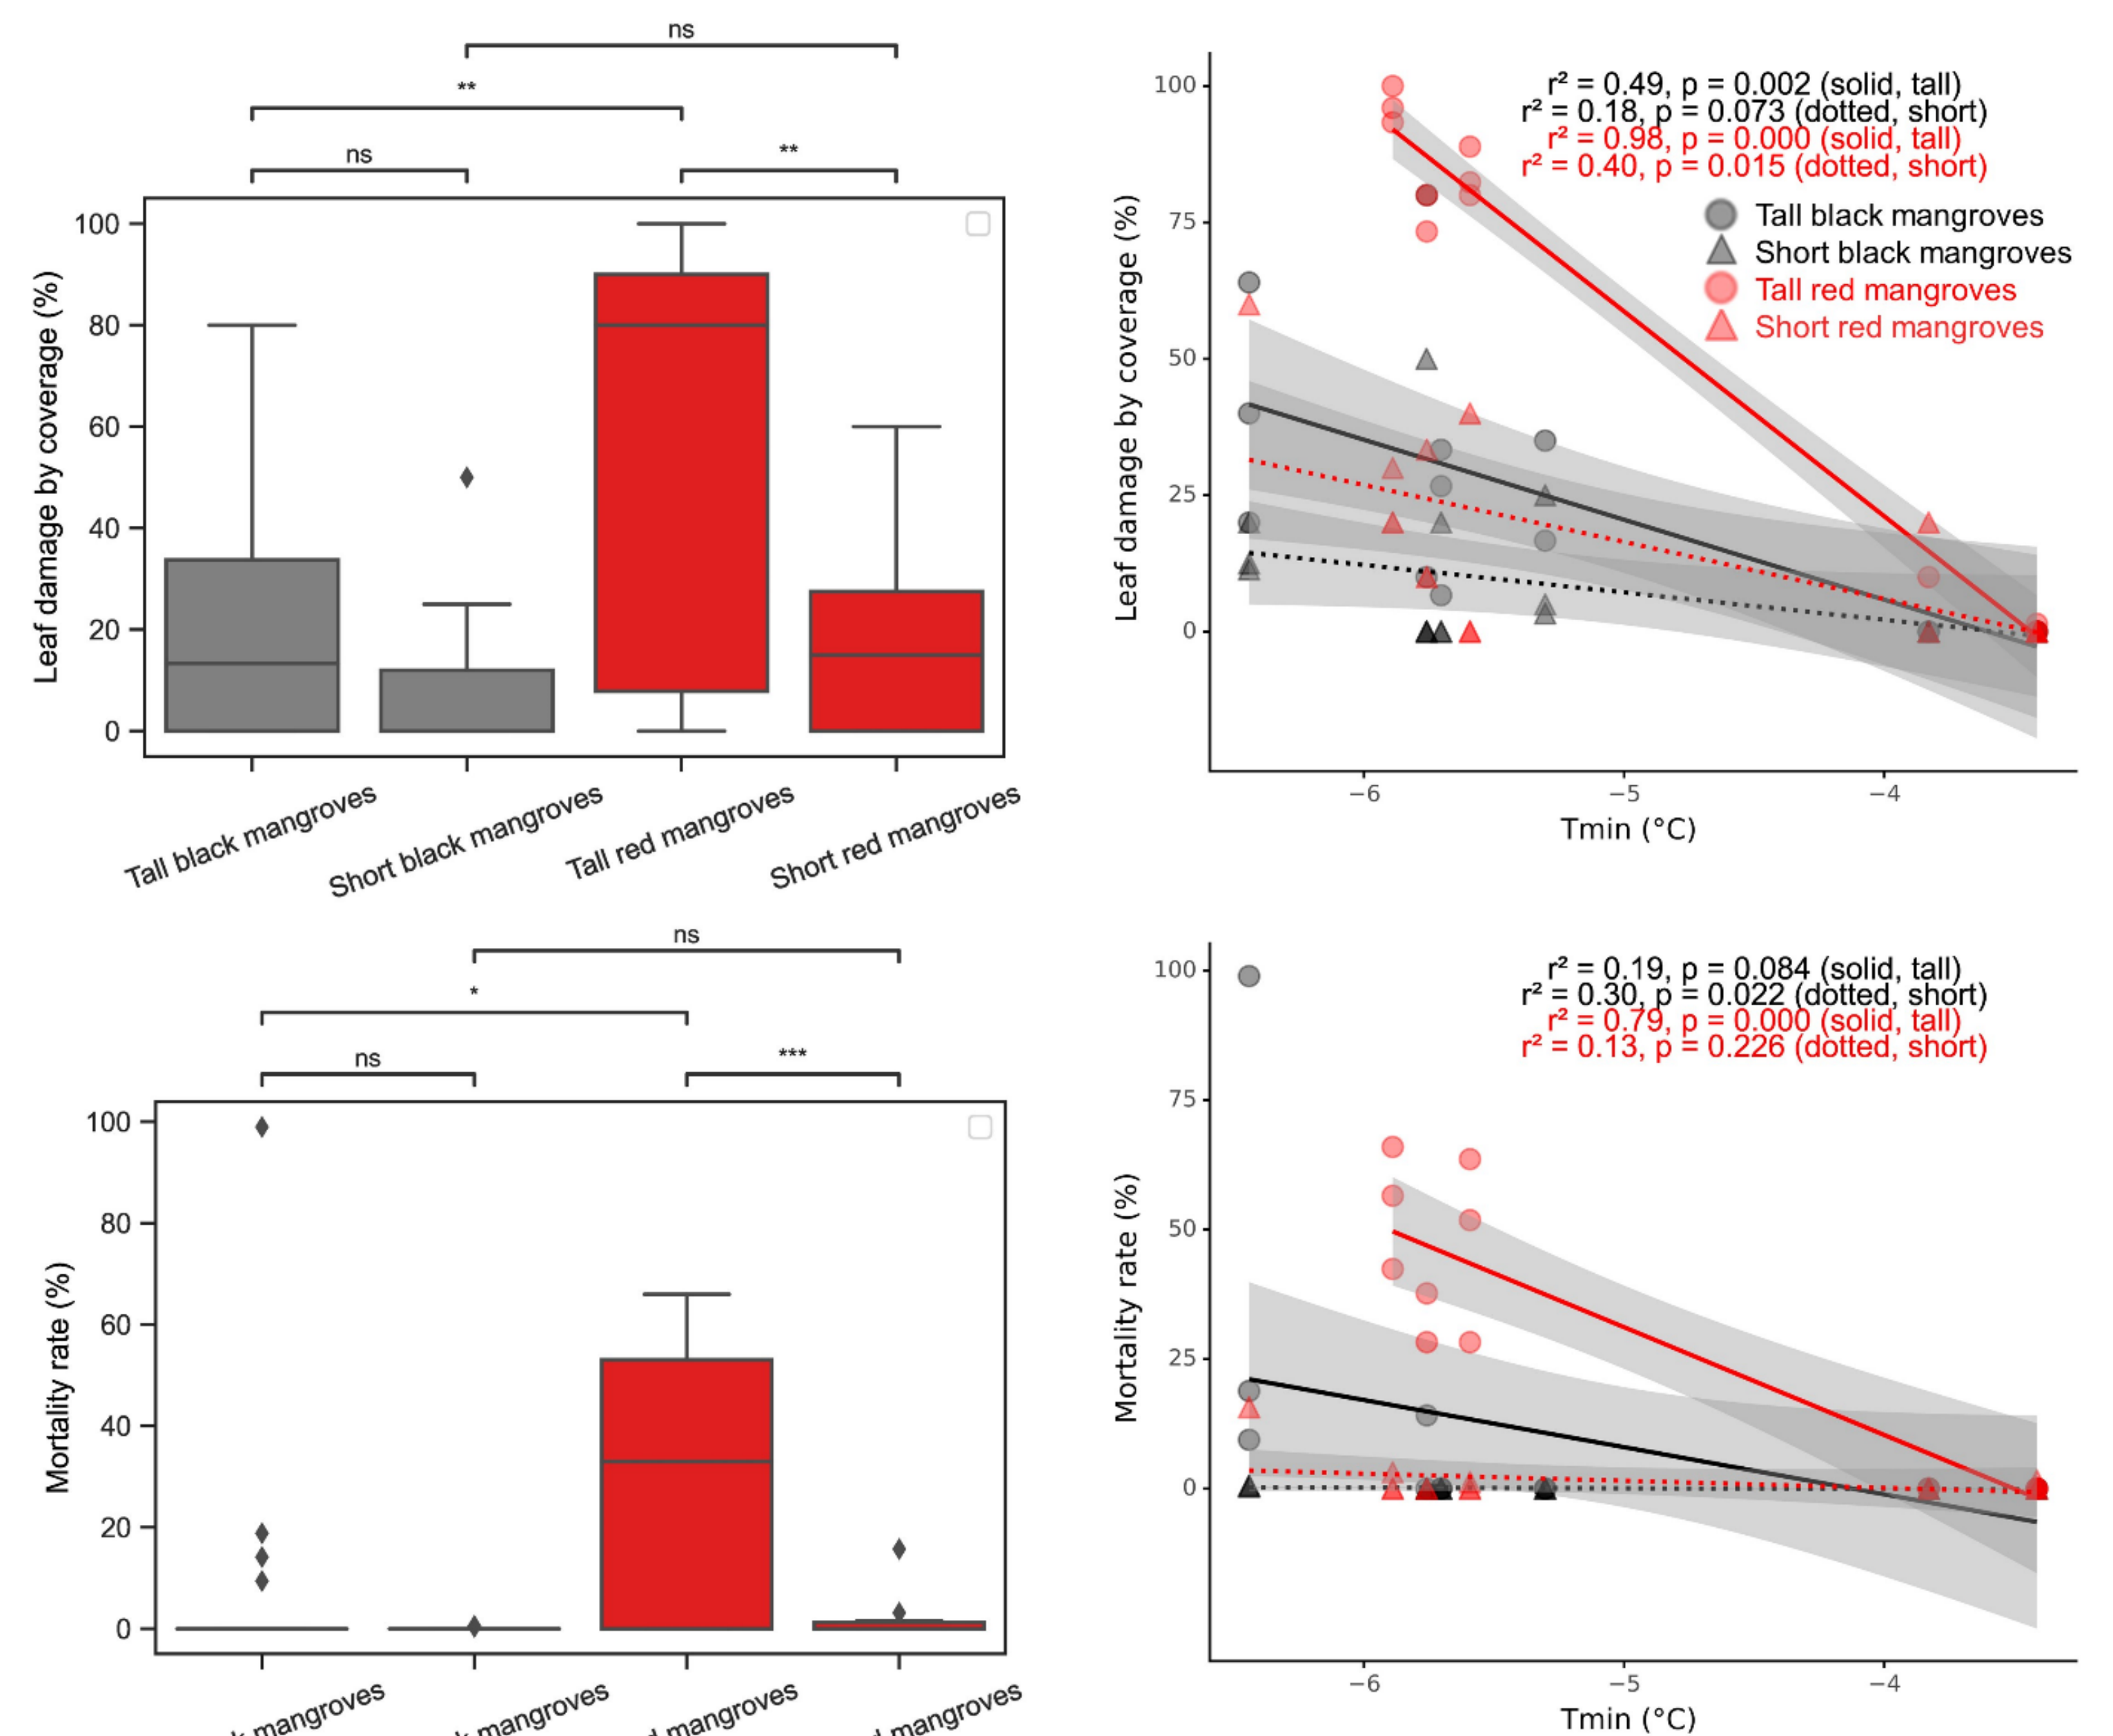 ns
**
ns
**
100
80
60
40
20
0
Leaf damage by coverage (%)
Tall black mangroves
Short black mangroves
Tall red mangroves
Short red mangroves
r² = 0.49, p = 0.002 (solid, tall)
r² = 0.18, p = 0.073 (dotted, short)
r² = 0.98, p = 0.000 (solid, tall)
r² = 0.40, p = 0.015 (dotted, short)
Tall black mangroves
Short black mangroves
Tall red mangroves
Short red mangroves
100
75
50
25
0
Leaf damage by coverage (%)
−6
−5
−4
Tmin (°C)
ns
*
ns
***
100
80
60
40
20
0
Mortality rate (%)
mangroves
mangroves
mangroves
mangroves
r² = 0.19, p = 0.084 (solid, tall)
r² = 0.30, p = 0.022 (dotted, short)
r² = 0.79, p = 0.000 (solid, tall)
r² = 0.13, p = 0.226 (dotted, short)
100
75
50
25
0
Mortality rate (%)
−6
−5
−4
Tmin (°C)